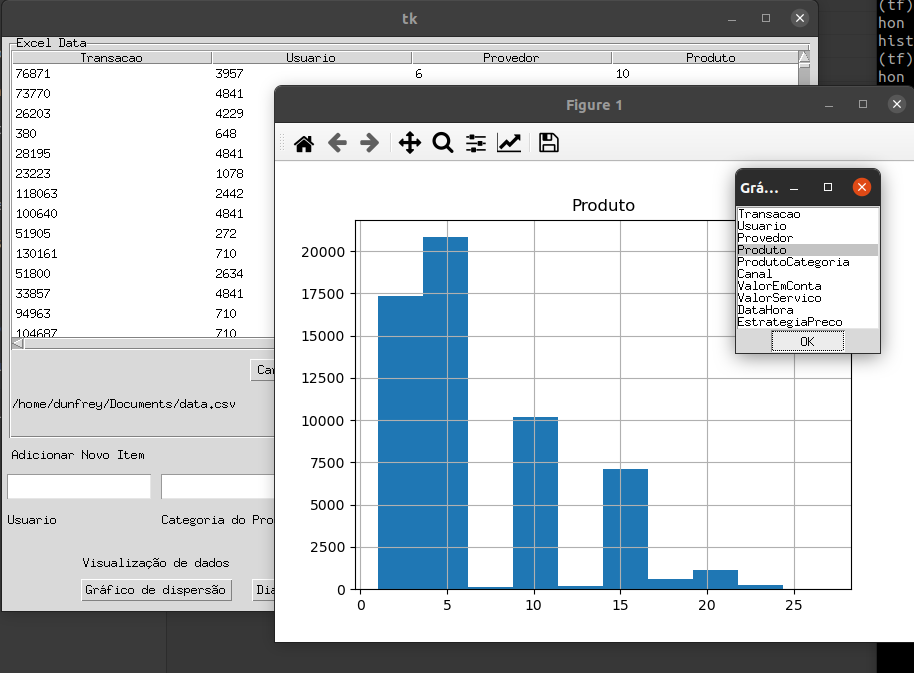 tk
Excel Data
Transacao Usuario Provedor Produto
76871 3957 6 10
73770 4841
26203 4229
380 648
28195 4841
23223 1078
118063 2442
100640 4841
51905 272
130161 710
51800 2634
33857 4841
94963 710
104687 710
/home/dunfrey/Documents/data.csv
Adicionar Novo Item
Usuario Categoria do Pro
Visualização de dados
Gráfico de dispersão Dia
Figure 1
Produto
20000
17500
15000
12500
10000
7500
5000
2500
0
0 5 10 15 20 25
Grá...
Transacao
Usuario
Provedor
Produto
ProdutoCategoria
Canal
ValorEmConta
ValorServico
DataHora
EstrategiaPreco
OK
(tf)
hon
hist
(tf)
hon